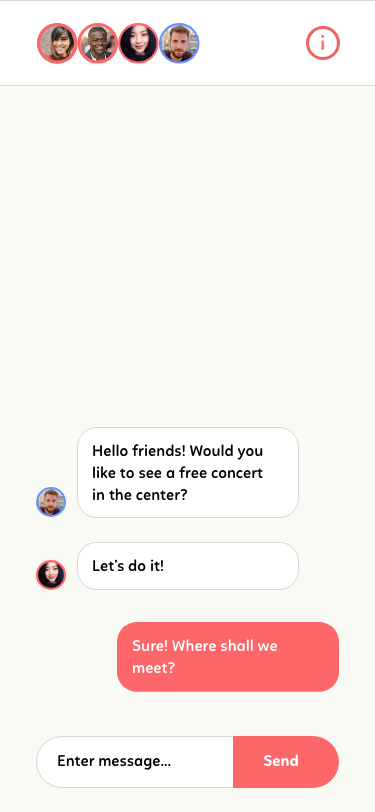 Hello friends! Would you
like to see a free concert
in the center?
Let's do it!
Sure! Where shall we
meet?
Enter message...
Send